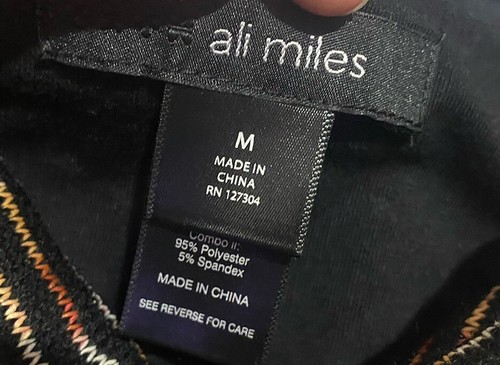 ali miles
M
MADE IN
CHINA
RN 127304
Combo II:
95% Polyester
5% Spandex
MADE IN CHINA
SEE REVERSE FOR CARE